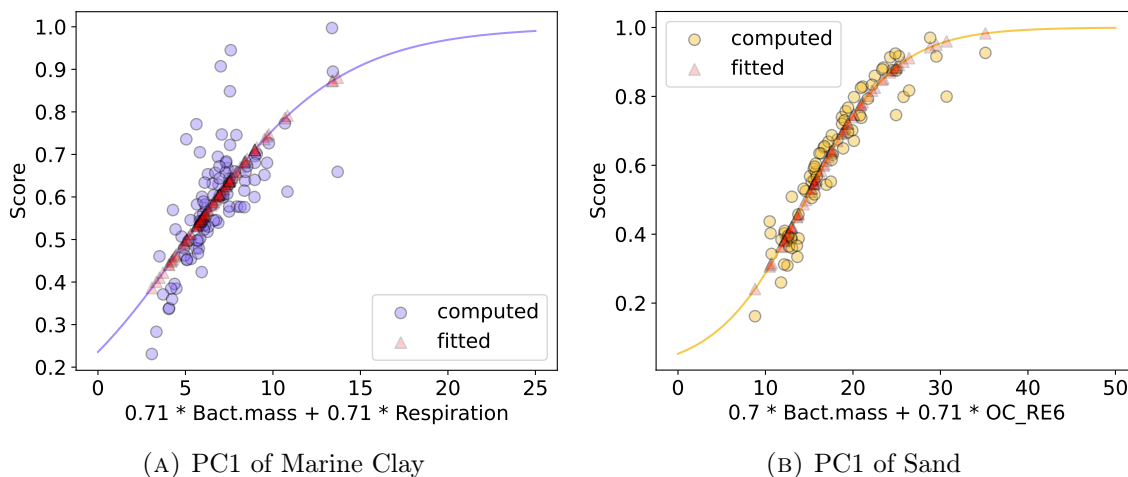 1.0
0.9
0.8
0.7
0.6
0.5
0.4
0.3
0.2
Score
computed
fitted
0 5 10 15 20 25
0.71 * Bact.mass + 0.71 * Respiration
(A) PC1 of Marine Clay
1.0
0.8
0.6
0.4
0.2
Score
computed
fitted
0 10 20 30 40 50
0.7 * Bact.mass + 0.71 * OC_RE6
(B) PC1 of Sand